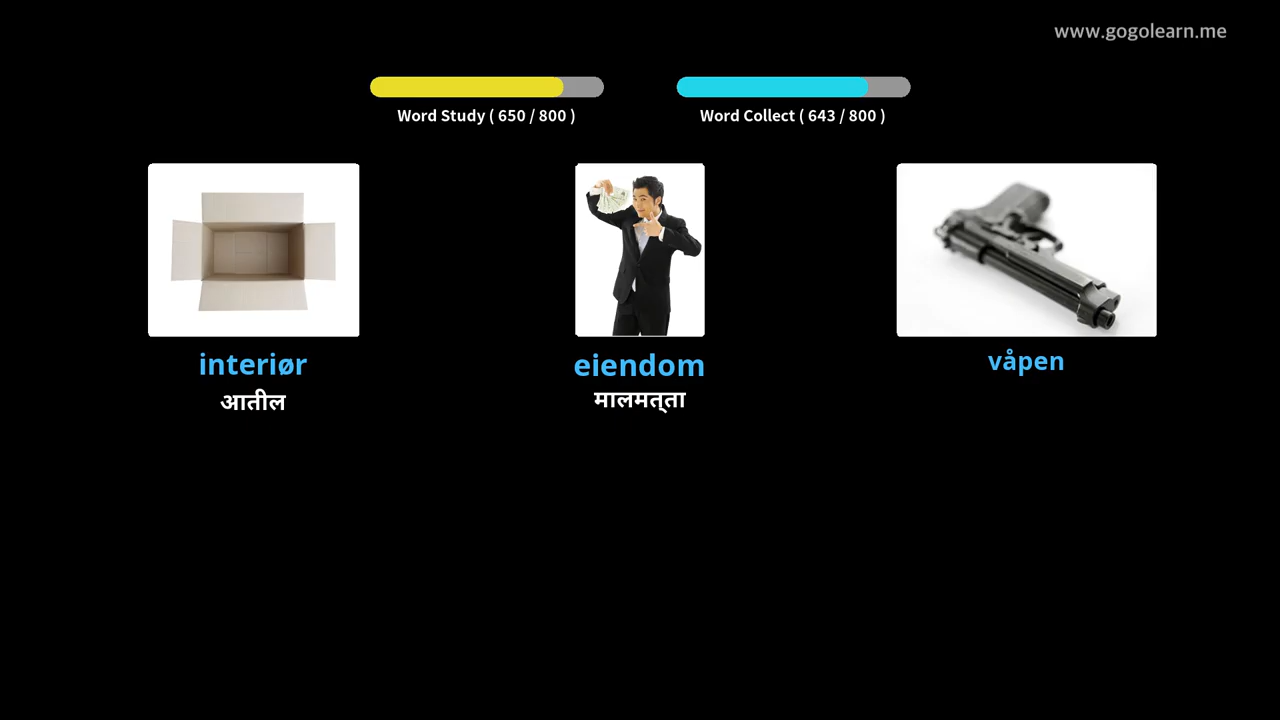 www.gogolearn.me
Word Study ( 650 / 800 )
Word Collect ( 643 / 800 )
interiør
eiendom
våpen
आतील
मालमत्ता